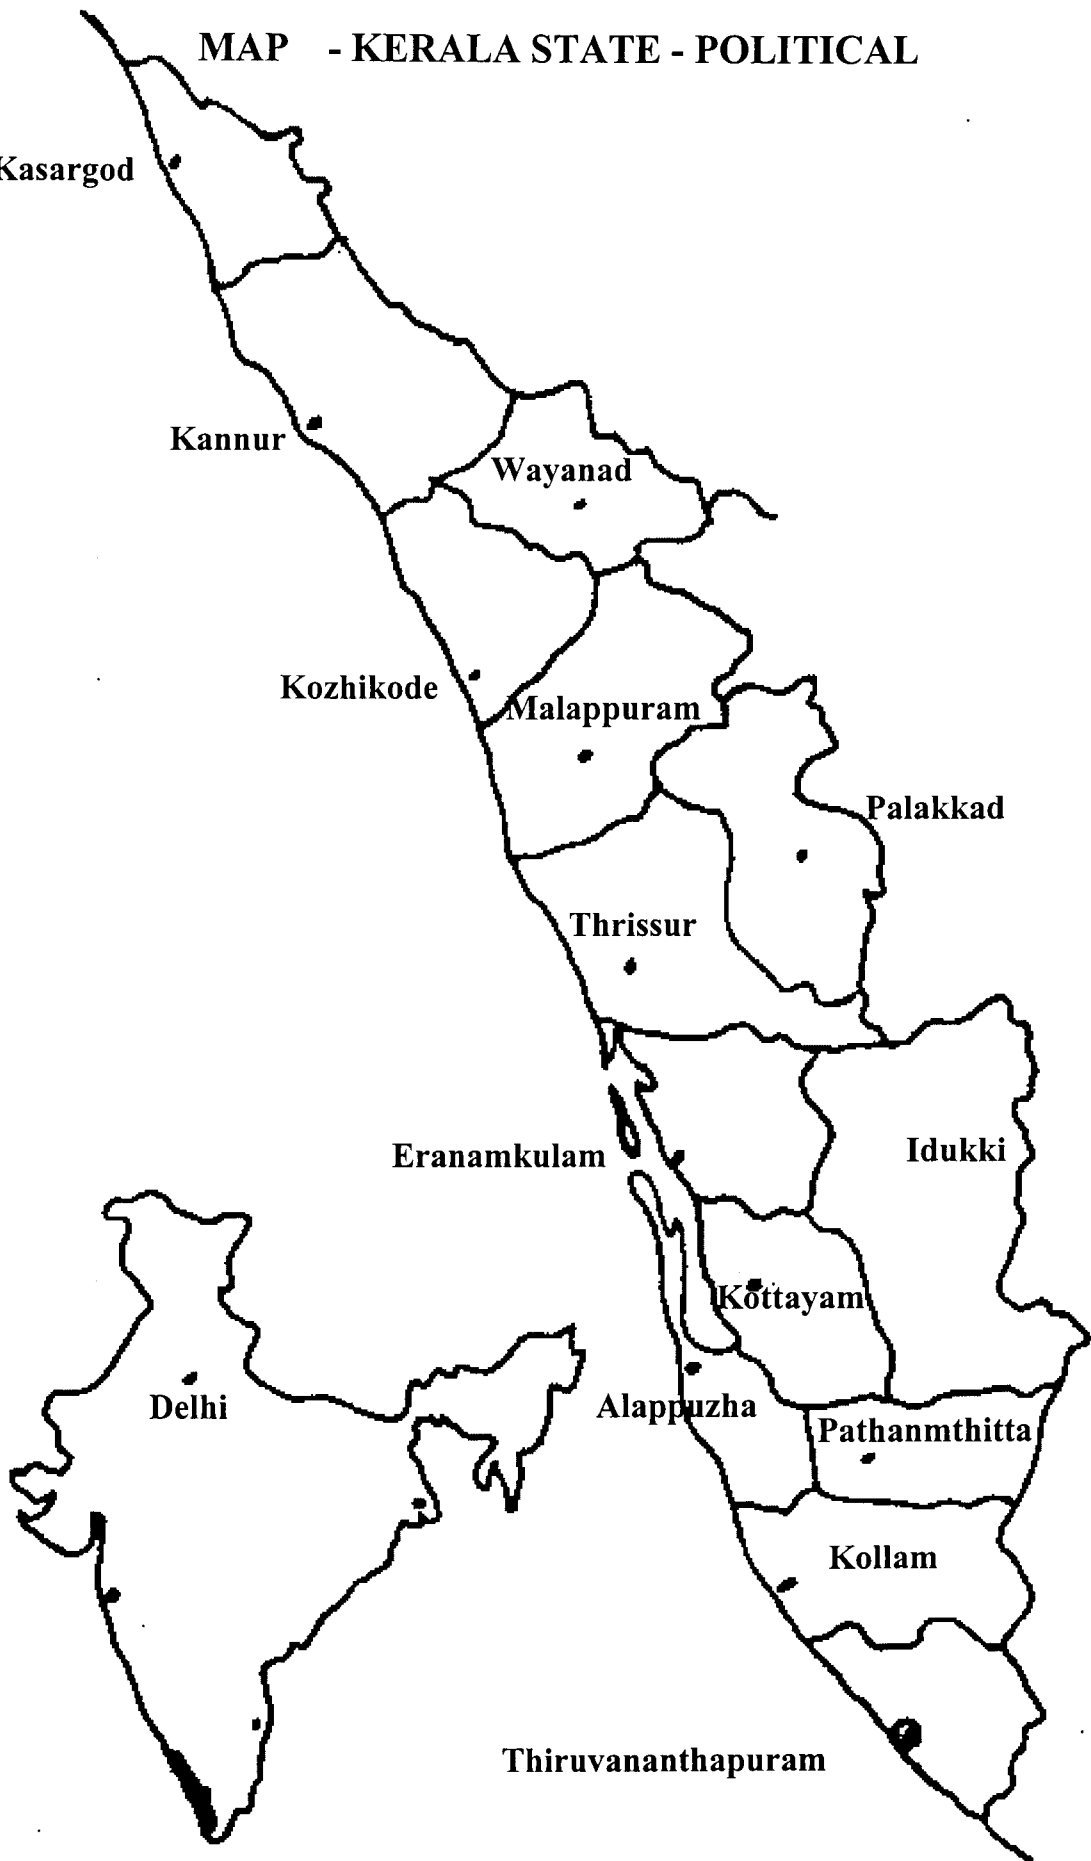 MAP - KERALA STATE - POLITICAL
Kasargod
Kannur
Wayanad
Kozhikode
Malappuram
Palakkad
Thrissur
Eranamkulam
Idukki
Kottayam
Delhi
Alappuzha
Pathanmthitta
Kollam
Thiruvananthapuram